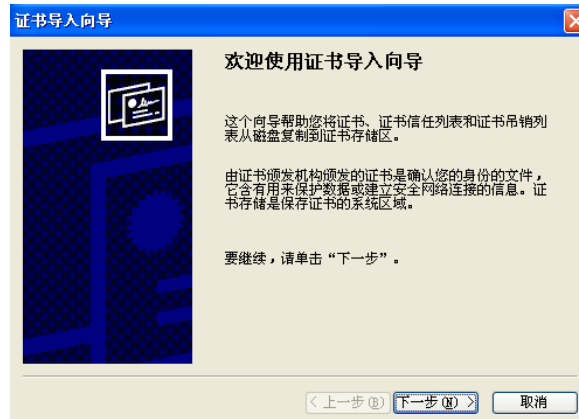 证书导入向导
欢迎使用证书导入向导
这个向导帮助您将证书、证书信任列表和证书吊销列
表从磁盘复制到证书存储区。
由证书颁发机构颁发的证书是确认您的身份的文件，
它含有用来保护数据或建立安全网络连接的信息。证
书存储是保存证书的系统区域。
要继续，请单击“下一步”。
< 上一步(B) 下一步(N) > 取消